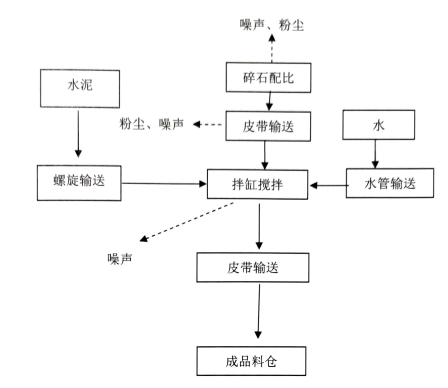 噪声、粉尘
碎石配比
水泥
粉尘、噪声
皮带输送
水
螺旋输送
拌缸搅拌
水管输送
噪声
皮带输送
成品料仓